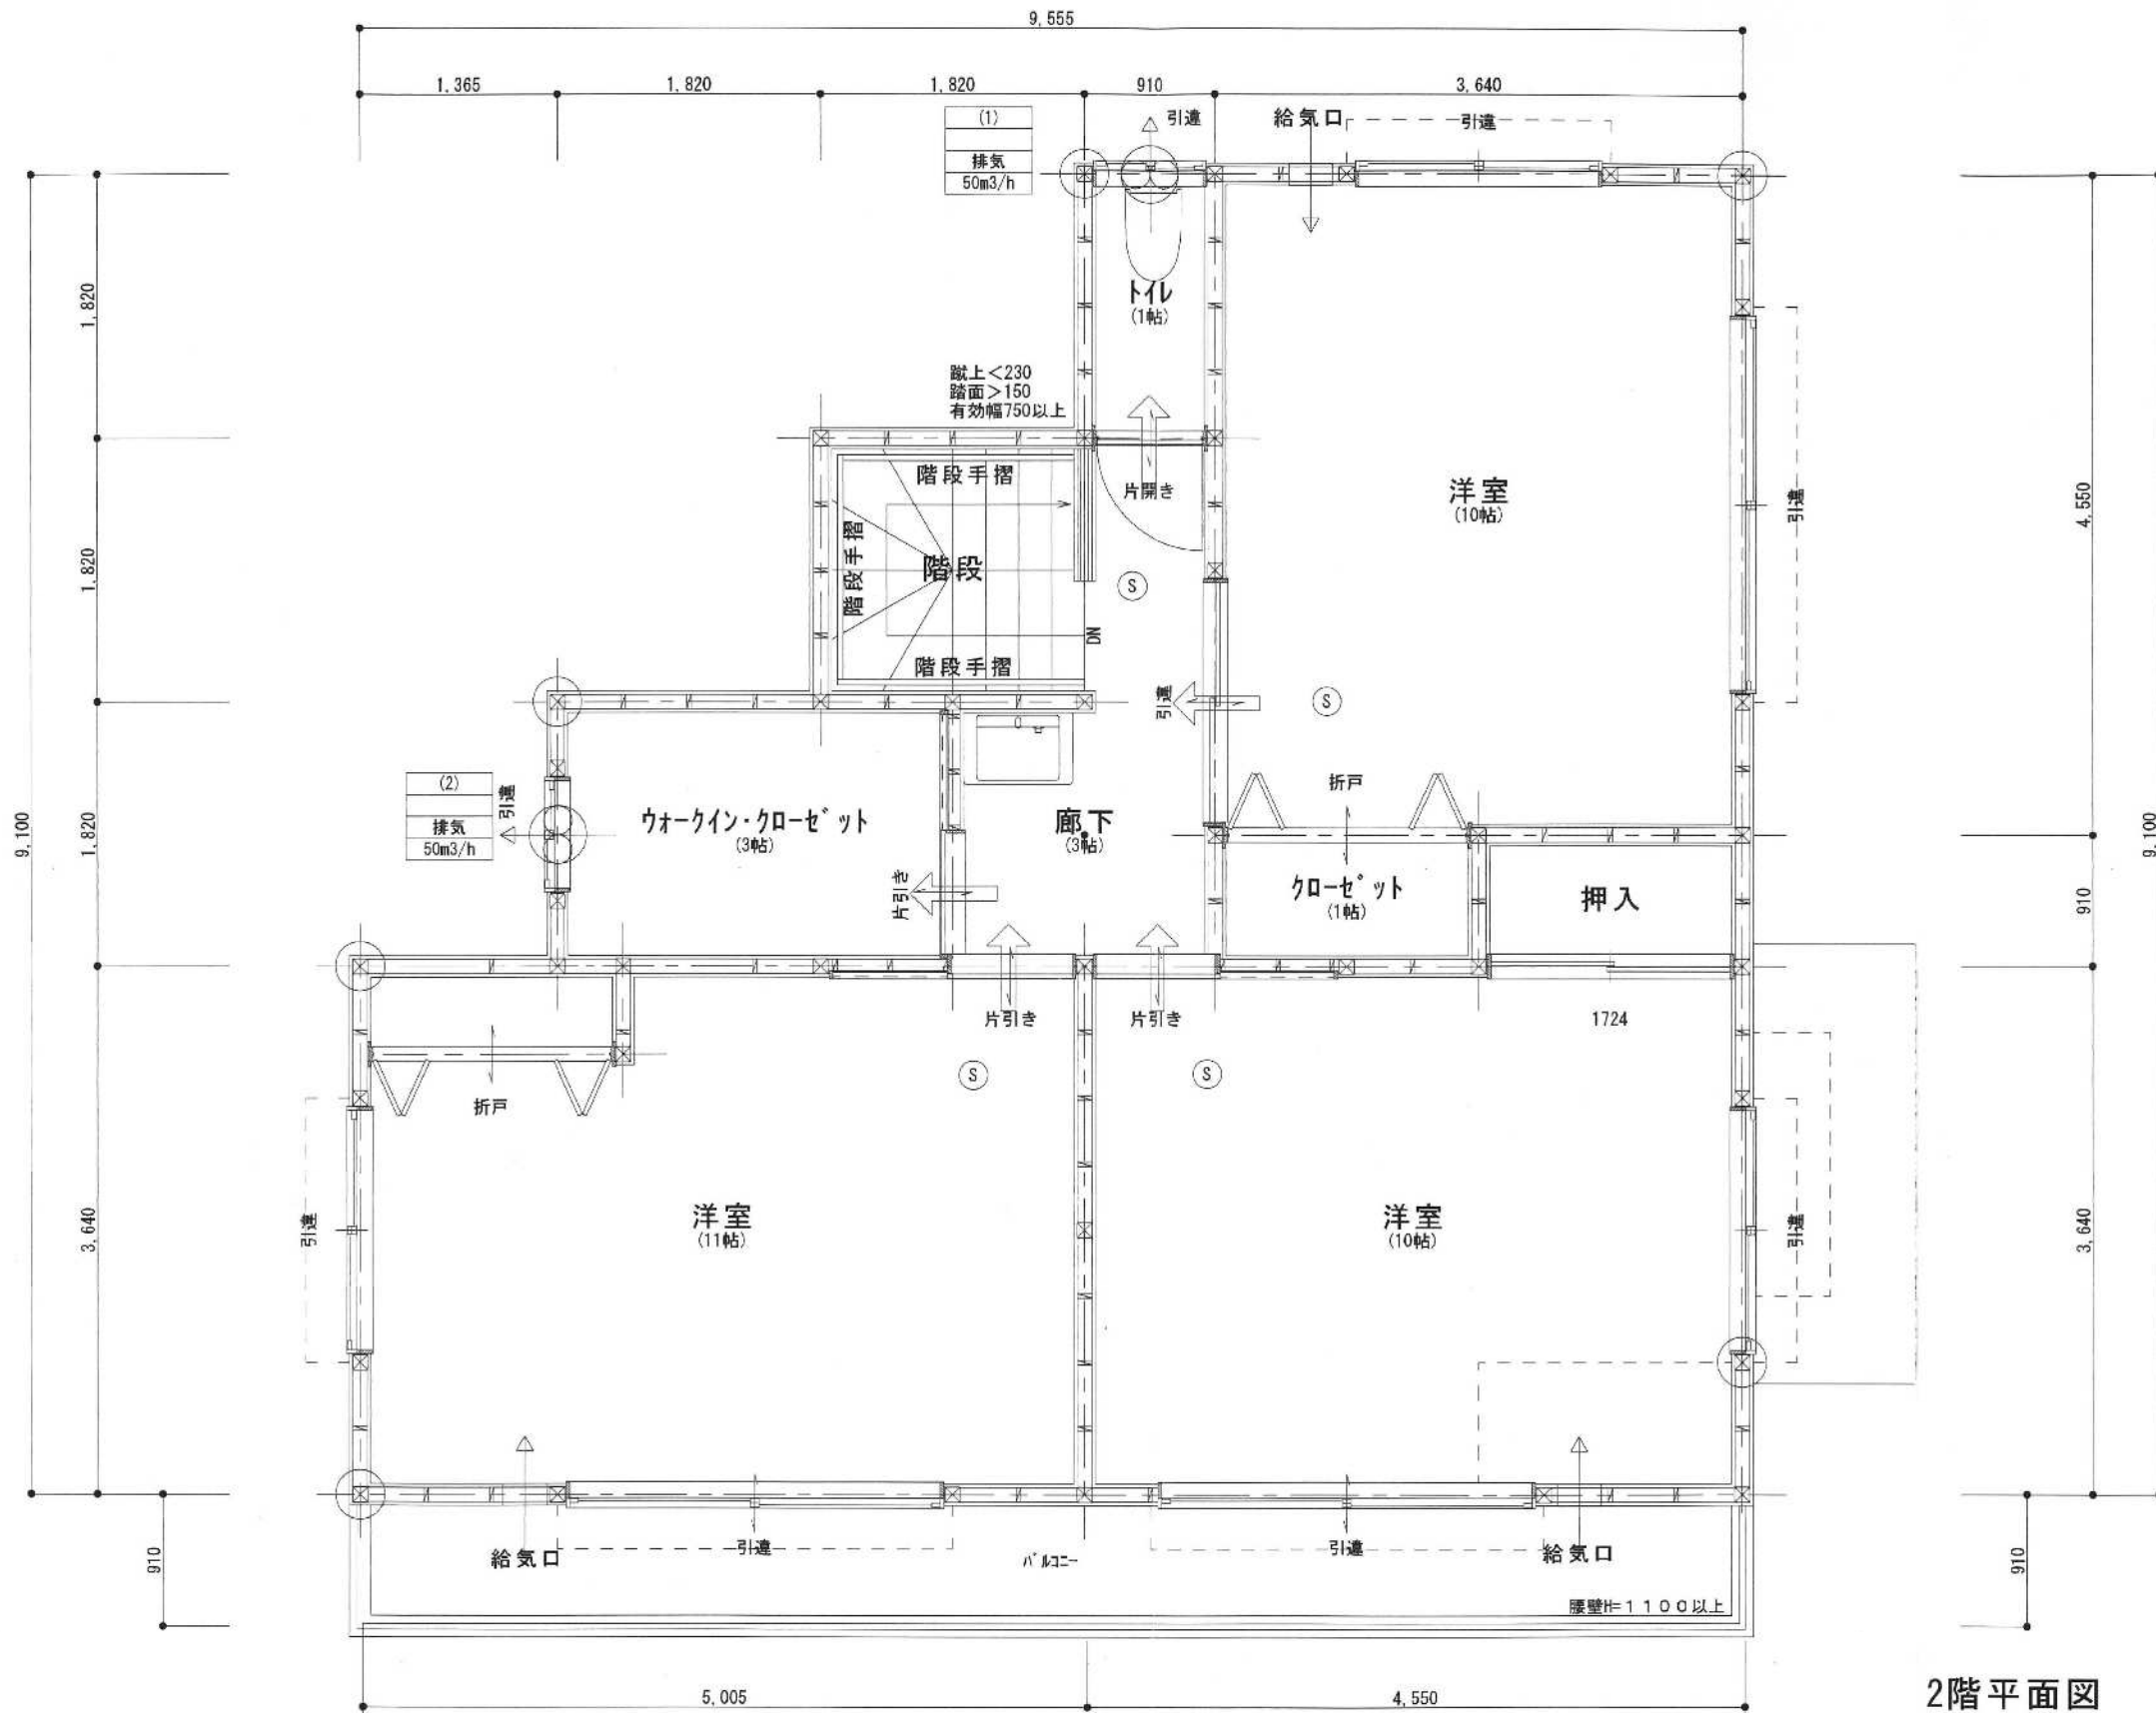 9,555
1,365
1,820
1,820
910
3,640
(1)
排気
50m3/h
引違
給気口
引違
トイレ
(1帖)
1,820
蹴上<230
踏面>150
有効幅750以上
階段手摺
階段手摺
階段
階段手摺
DN
片開き
S
洋室
(10帖)
引違
4,550
1,820
引違
S
折戸
(2)
排気
50m3/h
引違
ウォークイン・クローゼット
(3帖)
廊下
(3帖)
片引き
クローゼット
(1帖)
押入
9,100
1,820
9,100
910
片引き
片引き
1724
折戸
S
S
引違
洋室
(11帖)
洋室
(10帖)
引違
3,640
3,640
給気口
引違
バルコニー
引違
給気口
910
910
腰壁H=1100以上
5,005
4,550
2階平面図